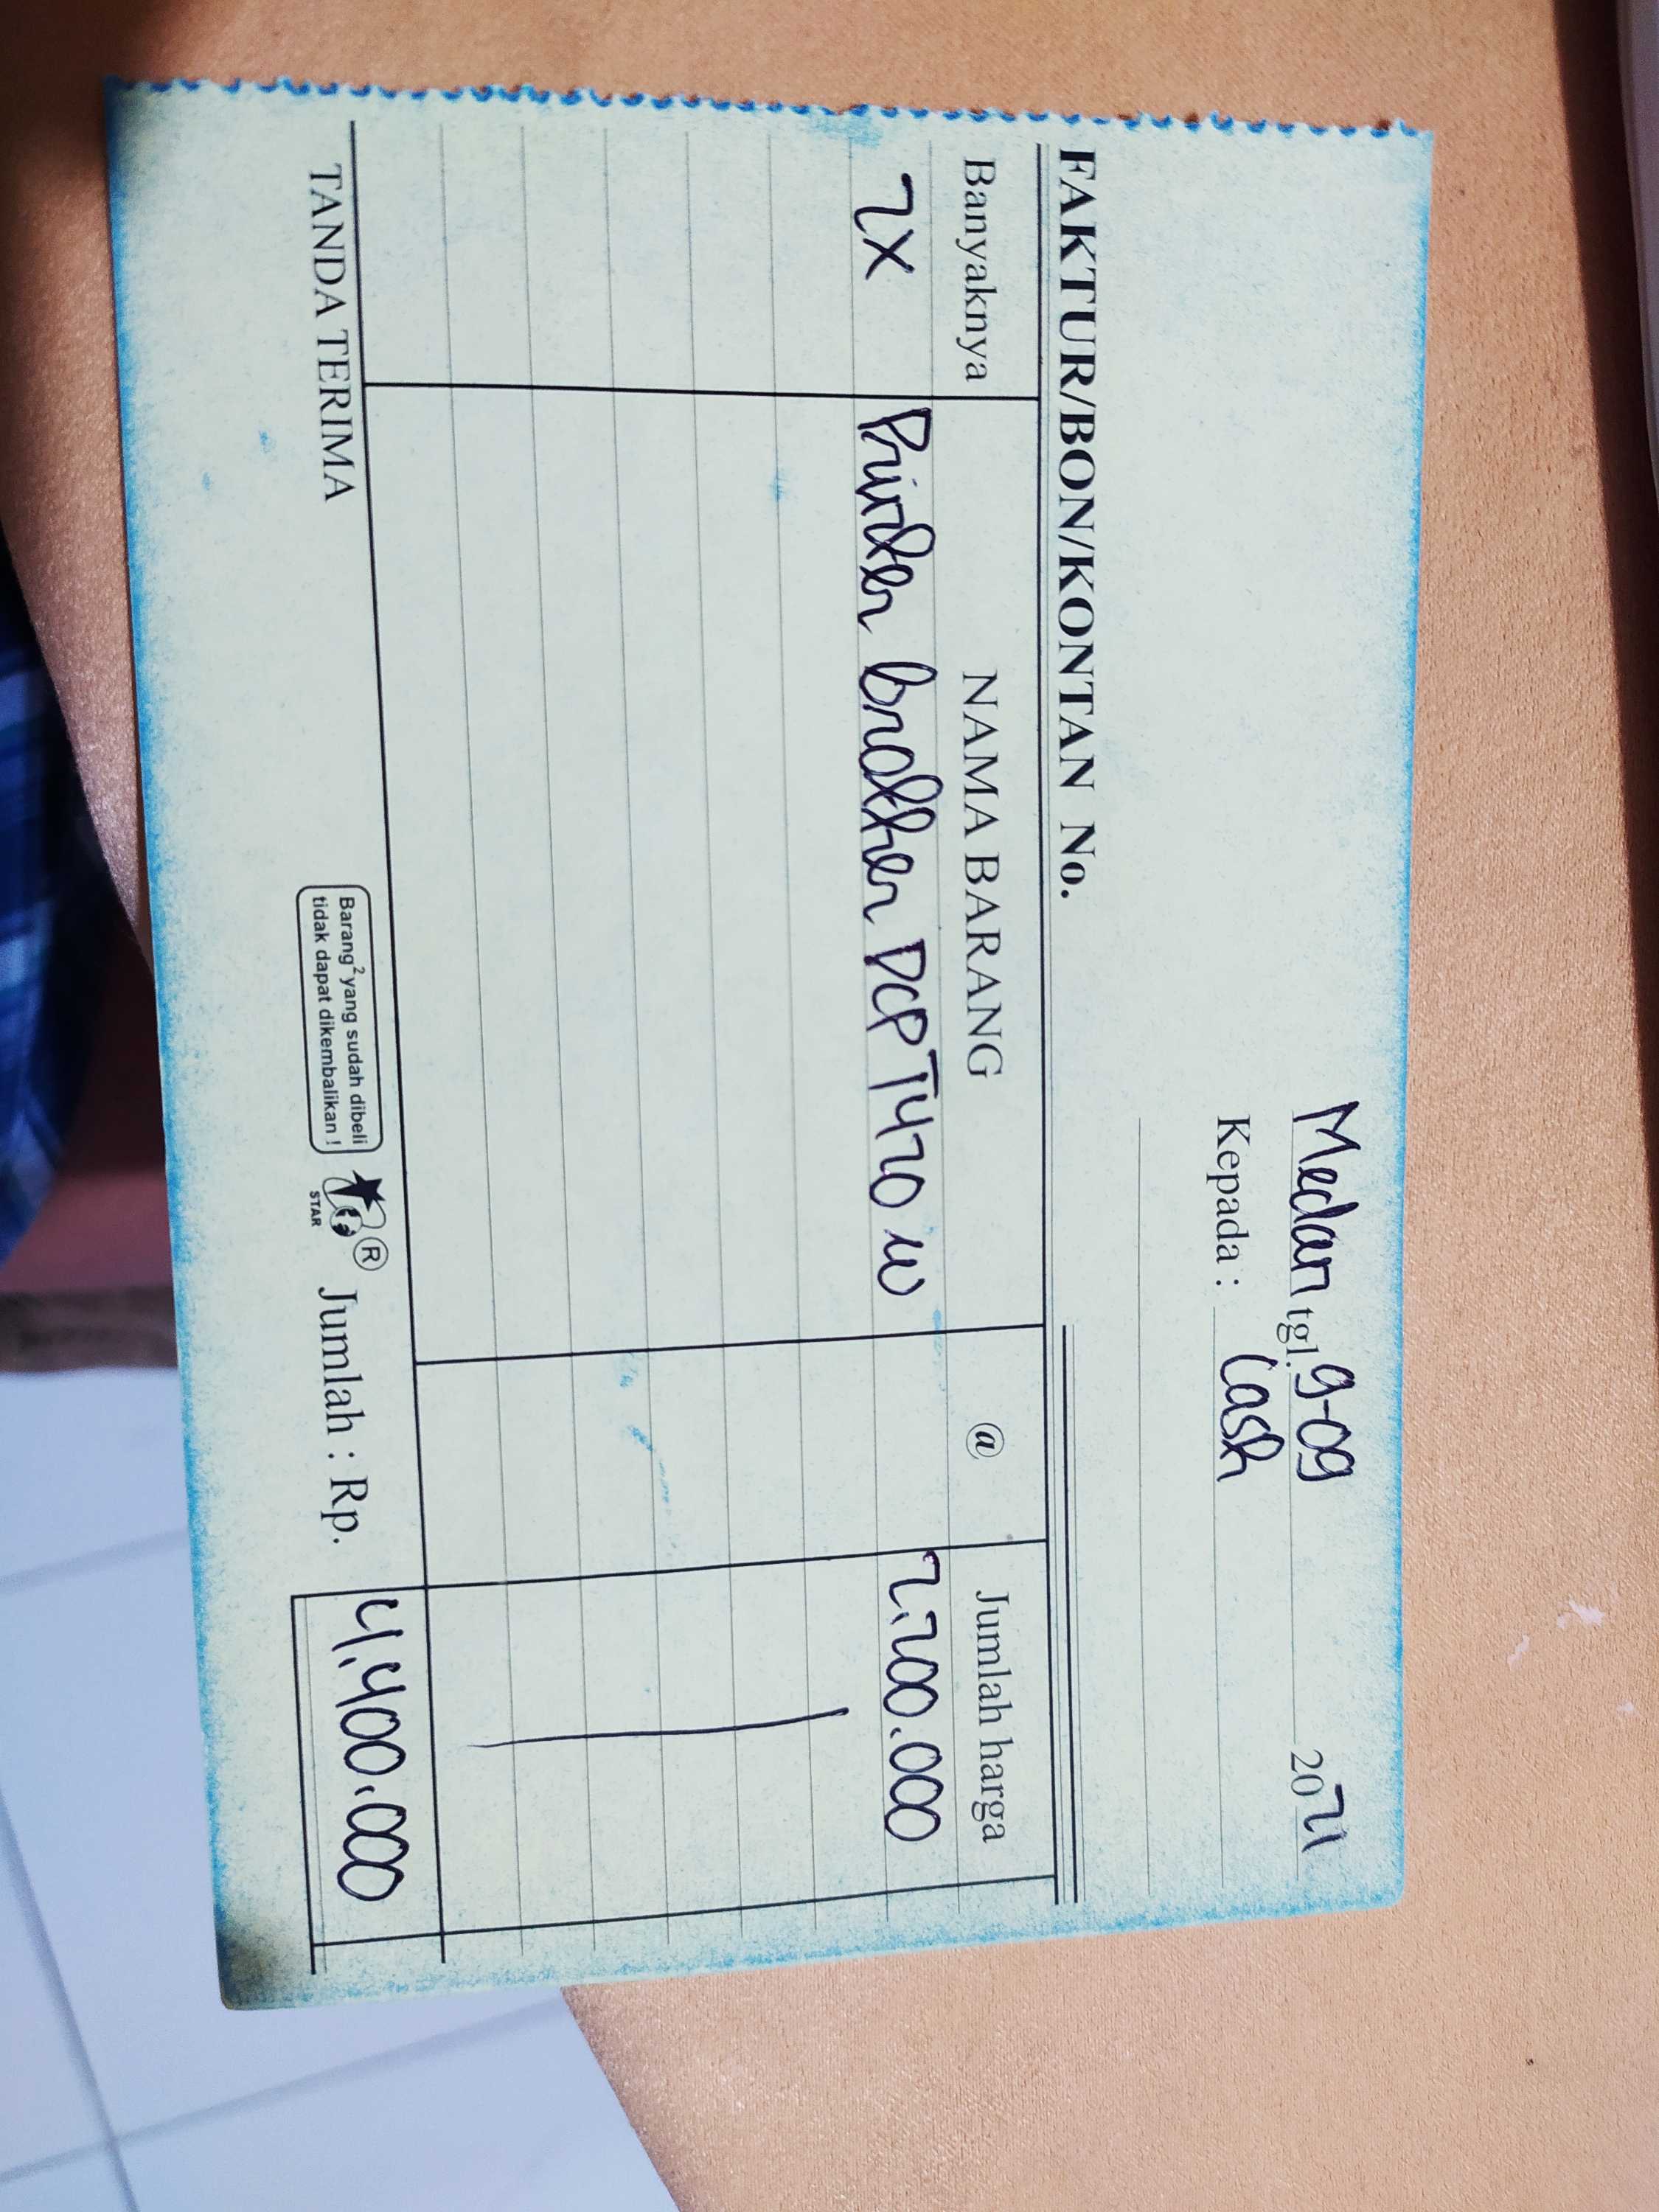 Medan tgl. 9-09 2021
Kepada : Cash
FAKTUR/BON/KONTAN No.
Banyaknya NAMA BARANG @ Jumlah harga
2X Printer brother DCP T420 W 2.200.000
TANDA TERIMA
Barang² yang sudah dibeli
tidak dapat dikembalikan !
STAR
®
Jumlah : Rp. 4.400.000